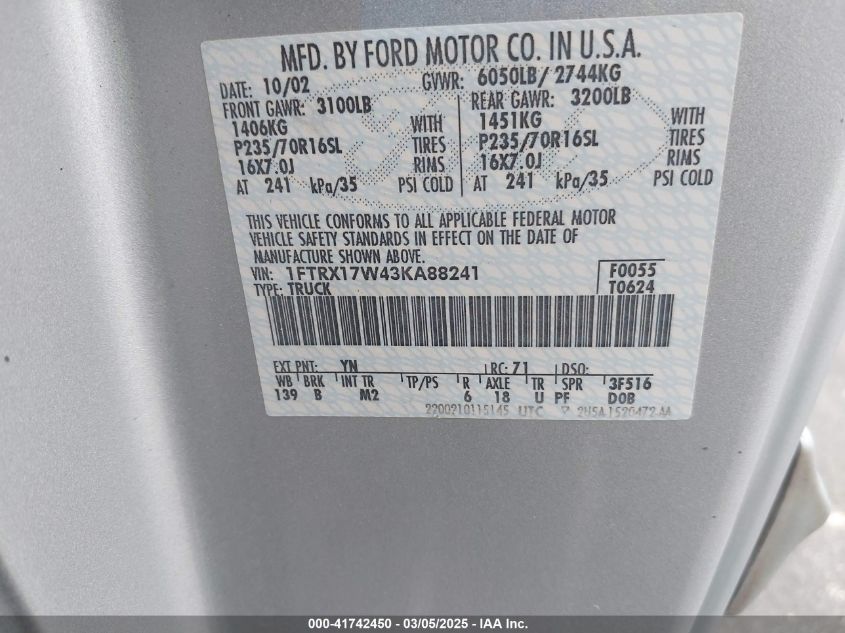 MFD. BY FORD MOTOR CO. IN U.S.A.
DATE: 10/02 GVWR: 6050LB/ 2744KG
FRONT GAWR: 3100LB REAR GAWR: 3200LB
1406KG WITH 1451KG WITH
P235/70R16SL TIRES P235/70R16SL TIRES
16X7.0J RIMS 16X7.0J RIMS
AT 241 kPa/35 PSI COLD AT 241 kPa/35 PSI COLD
THIS VEHICLE CONFORMS TO ALL APPLICABLE FEDERAL MOTOR
VEHICLE SAFETY STANDARDS IN EFFECT ON THE DATE OF
MANUFACTURE SHOWN ABOVE.
VIN: 1FTRX17W43KA88241 F0055
TYPE: TRUCK T0624
EXT PNT: YN RC: 71 DSO:
WB BRK INT TR TP/PS R AXLE TR SPR 3F516
139 B M2 6 18 U PF DOB
2200210115145 UTC
000-41742450 — 03/05/2025 — IAA Inc.